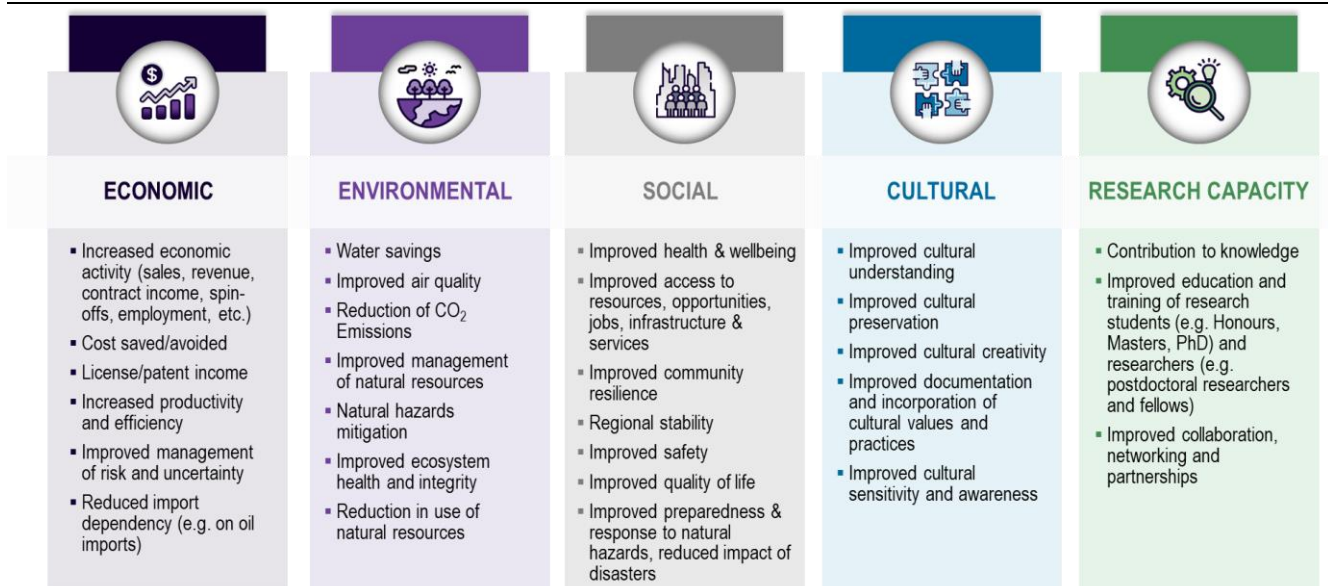 ECONOMIC
▪ Increased economic
activity (sales, revenue,
contract income, spin-
offs, employment, etc.)
▪ Cost saved/avoided
▪ License/patent income
▪ Increased productivity
and efficiency
▪ Improved management
of risk and uncertainty
▪ Reduced import
dependency (e.g. on oil
imports)
ENVIRONMENTAL
▪ Water savings
▪ Improved air quality
▪ Reduction of CO₂
Emissions
▪ Improved management
of natural resources
▪ Natural hazards
mitigation
▪ Improved ecosystem
health and integrity
▪ Reduction in use of
natural resources
SOCIAL
▪ Improved health & wellbeing
▪ Improved access to
resources, opportunities,
jobs, infrastructure &
services
▪ Improved community
resilience
▪ Regional stability
▪ Improved safety
▪ Improved quality of life
▪ Improved preparedness &
response to natural
hazards, reduced impact of
disasters
CULTURAL
▪ Improved cultural
understanding
▪ Improved cultural
preservation
▪ Improved cultural creativity
▪ Improved documentation
and incorporation of
cultural values and
practices
▪ Improved cultural
sensitivity and awareness
RESEARCH CAPACITY
▪ Contribution to knowledge
▪ Improved education and
training of research
students (e.g. Honours,
Masters, PhD) and
researchers (e.g.
postdoctoral researchers
and fellows)
▪ Improved collaboration,
networking and
partnerships